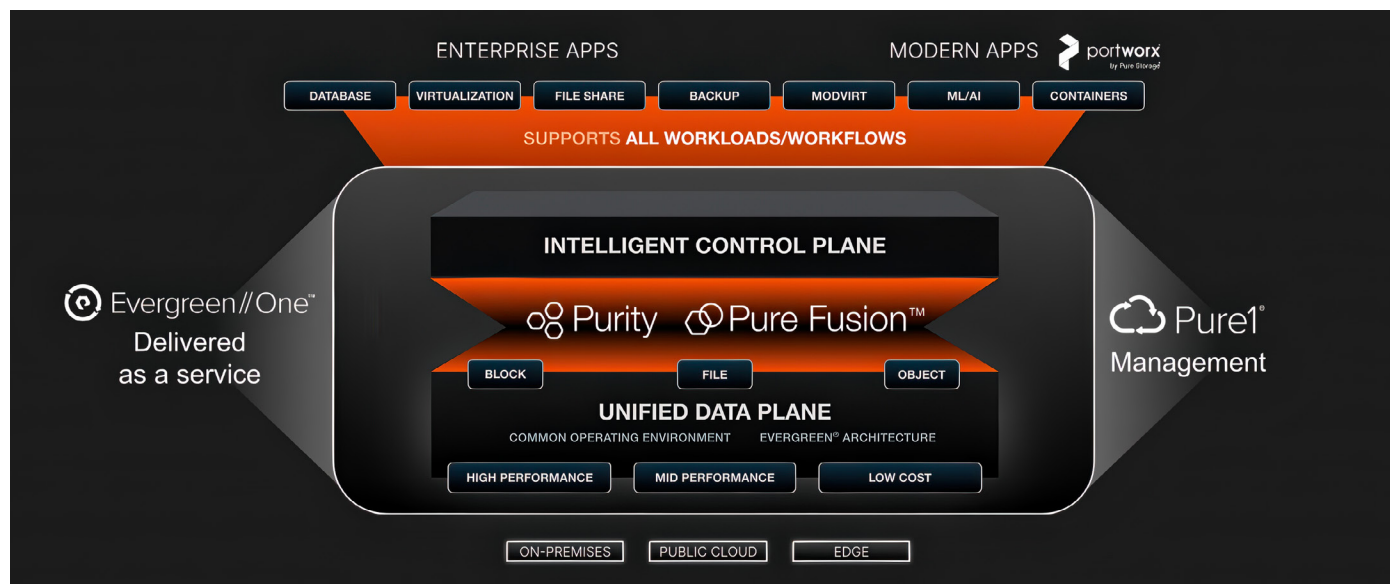 ENTERPRISE APPS
MODERN APPS
portworx
by Pure Storage
DATABASE
VIRTUALIZATION
FILE SHARE
BACKUP
MODVIRT
ML/AI
CONTAINERS
SUPPORTS ALL WORKLOADS/WORKFLOWS
INTELLIGENT CONTROL PLANE
Purity
Pure Fusion™
Evergreen//One™
Delivered
as a service
Pure1®
Management
BLOCK
FILE
OBJECT
UNIFIED DATA PLANE
COMMON OPERATING ENVIRONMENT
EVERGREEN® ARCHITECTURE
HIGH PERFORMANCE
MID PERFORMANCE
LOW COST
ON-PREMISES
PUBLIC CLOUD
EDGE